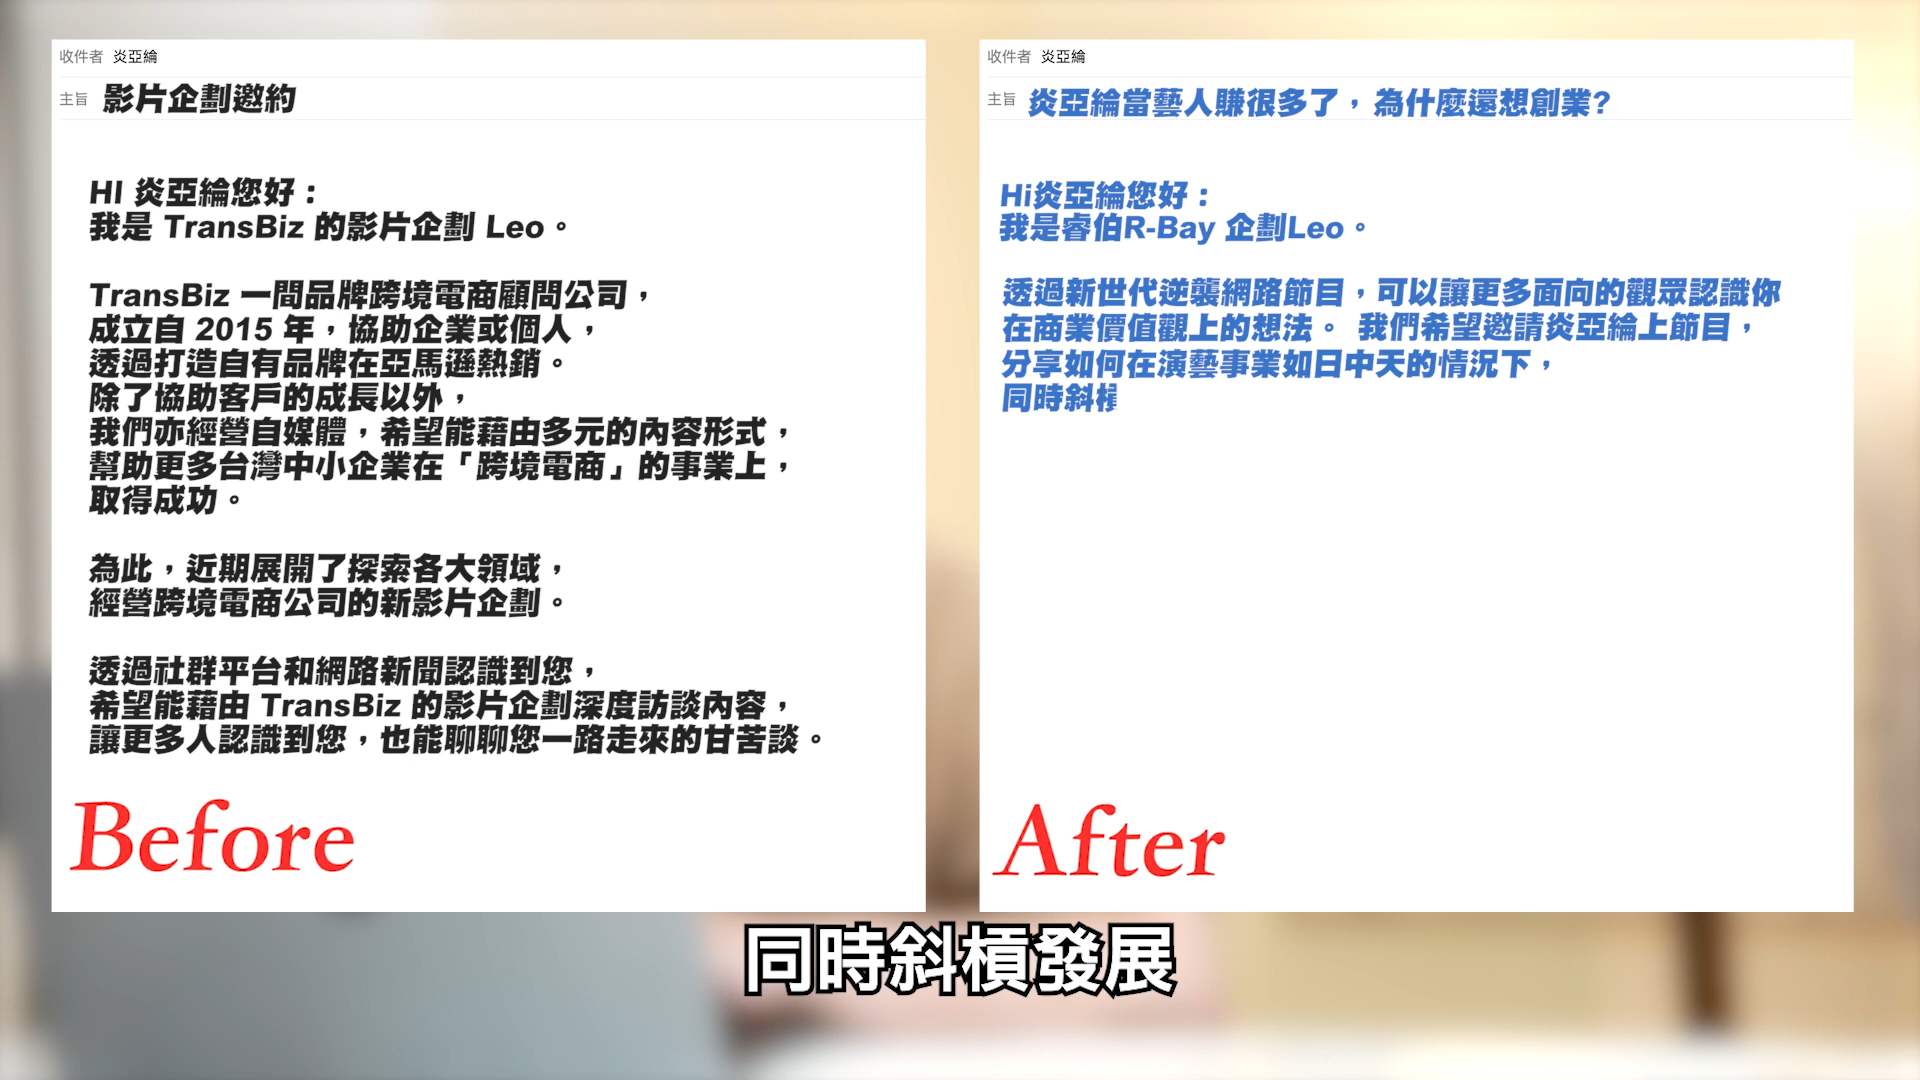 收件者 炎亞綸
主旨 影片企劃邀約
HI 炎亞綸您好：
我是 TransBiz 的影片企劃 Leo。
TransBiz 一間品牌跨境電商顧問公司，
成立自 2015 年，協助企業或個人，
透過打造自有品牌在亞馬遜熱銷。
除了協助客戶的成長以外，
我們亦經營自媒體，希望能藉由多元的內容形式，
幫助更多台灣中小企業在「跨境電商」的事業上，
取得成功。
為此，近期展開了探索各大領域，
經營跨境電商公司的新影片企劃。
透過社群平台和網路新聞認識到您，
希望能藉由 TransBiz 的影片企劃深度訪談內容，
讓更多人認識到您，也能聊聊您一路走來的甘苦談。
Before
收件者 炎亞綸
主旨 炎亞綸當藝人賺很多了，為什麼還想創業?
Hi炎亞綸您好：
我是睿伯R-Bay 企劃Leo。
透過新世代逆襲網路節目，可以讓更多面向的觀眾認識你
在商業價值觀上的想法。 我們希望邀請炎亞綸上節目，
分享如何在演藝事業如日中天的情況下，
同時斜槓
After
同時斜槓發展